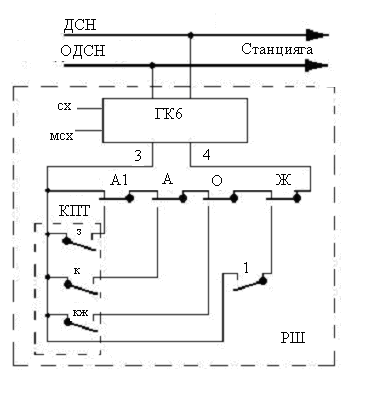 ДСН
ОДСН
Станцияга
ГК6
СХ
МСХ
3
4
А1
А
О
Ж
КПТ
З
К
1
КЖ
РШ